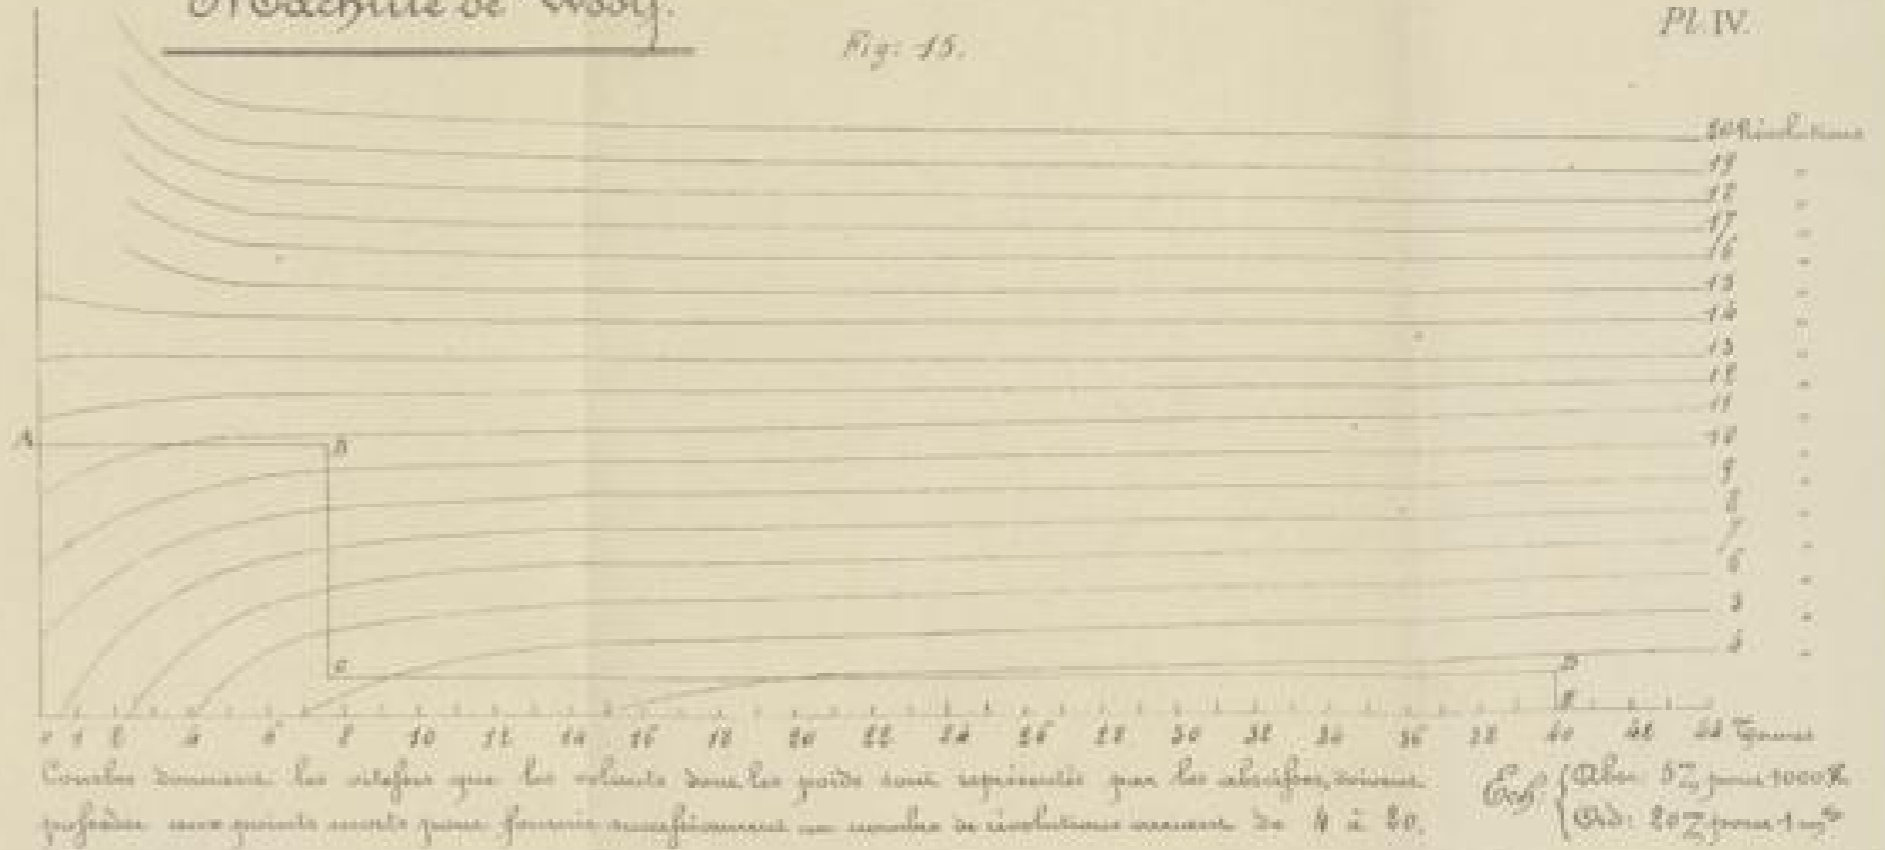 Machine de Woolf.
Fig: 15.
Pl. IV.
20 Révolutions
19 "
18 "
17 "
16 "
15 "
14 "
13 "
12 "
11 "
10 "
9 "
8 "
7 "
6 "
5 "
4 "
A
B
C
D
E
0 1 2 4 6 8 10 12 14 16 18 20 22 24 26 28 30 32 34 36 38 40 42 44 Tonnes
Courbes donnant les vitesses que les volants dont les poids sont représentés par les abscisses, doivent
posséder aux points morts pour fournir successivement un nombre de révolutions variant de 4 à 20.
Ech. { Abs: 5 pour 1000 K
Ord: 20 pour 1 m